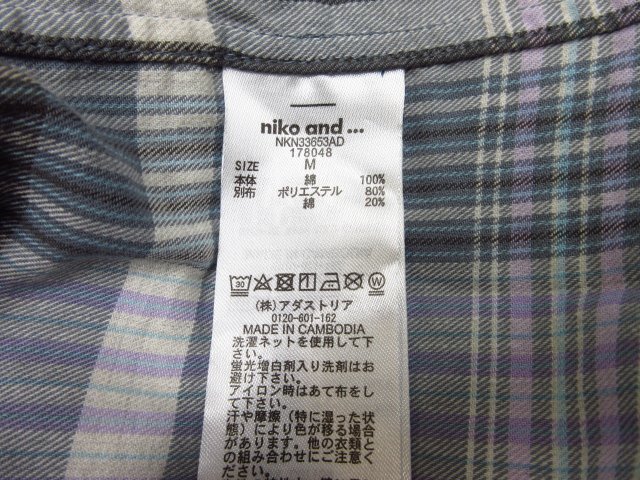 niko and ...
NKN33653AD
178048
SIZE M
本体 綿 100%
別布 ポリエステル 80%
綿 20%
30
W
(株)アダストリア
0120-601-162
MADE IN CAMBODIA
洗濯ネットを使用して下
さい。
蛍光増白剤入り洗剤はお
避け下さい。
アイロン時はあて布をし
て下さい。
汗や摩擦(特に湿った状
態)により色が移る場合
があります。他の衣類と
の組み合わせにご注意く
ださい。